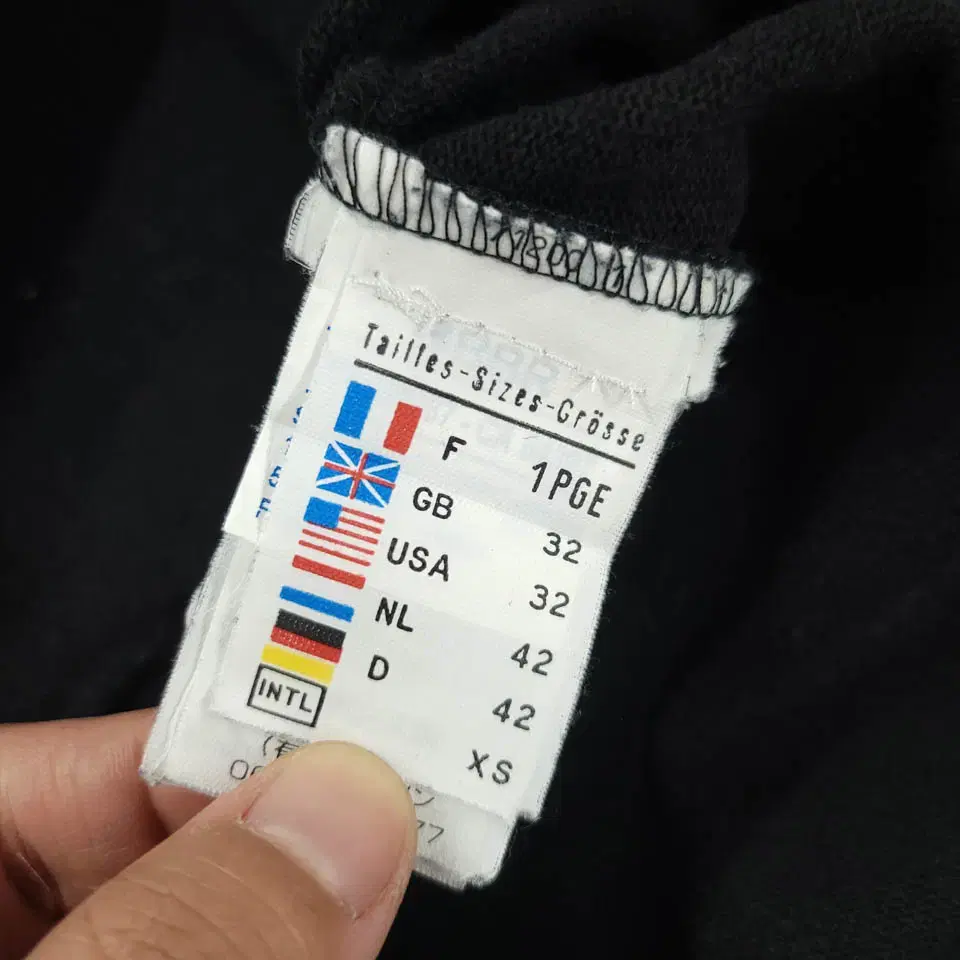 Tailles-Sizes-Grösse
F 1PGE
GB 32
USA 32
NL 42
D 42
INTL XS